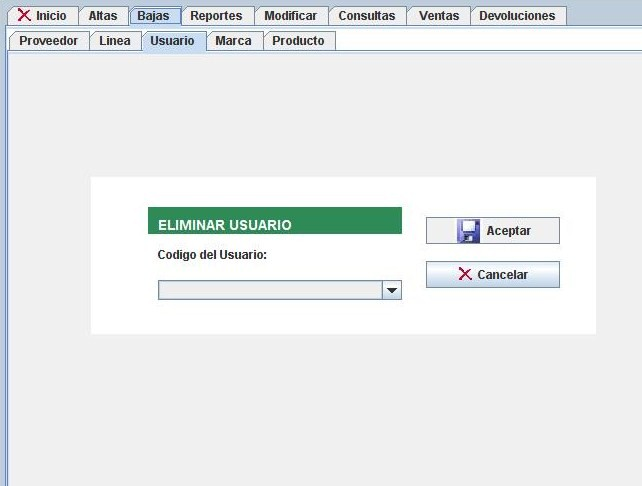 Inicio Altas Bajas Reportes Modificar Consultas Ventas Devoluciones
Proveedor Linea Usuario Marca Producto
ELIMINAR USUARIO
Aceptar
Codigo del Usuario:
Cancelar